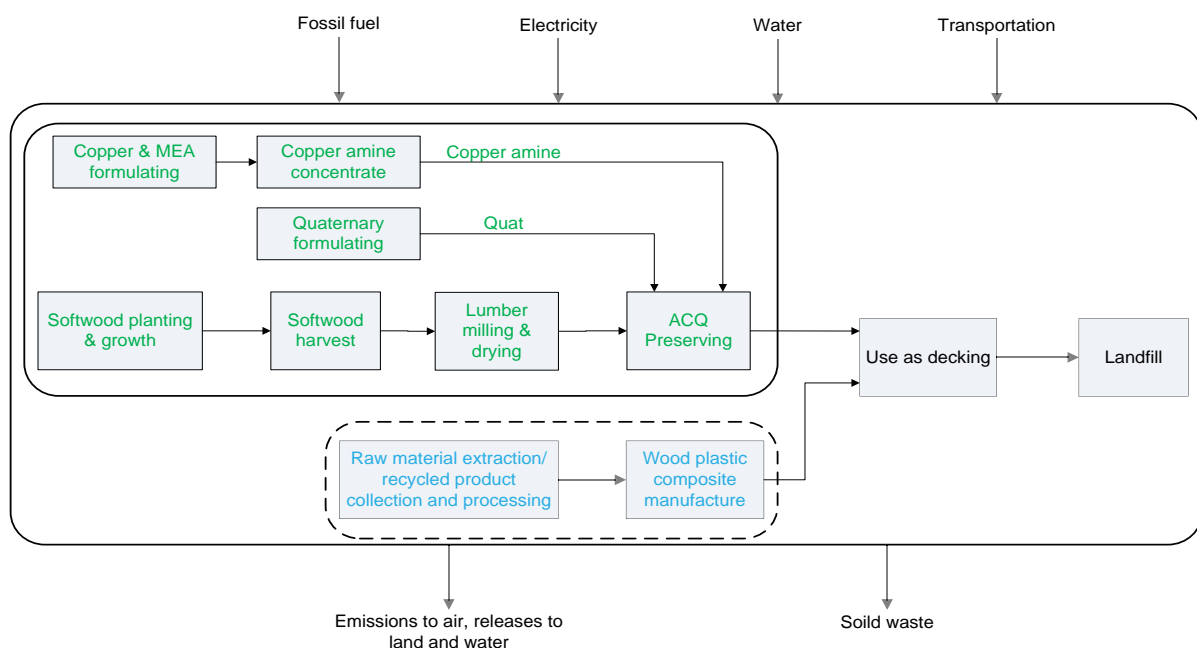 Fossil fuel
Electricity
Water
Transportation
Copper & MEA
formulating
Copper amine
concentrate
Copper amine
Quaternary
formulating
Quat
Softwood planting
& growth
Softwood
harvest
Lumber
milling &
drying
ACQ
Preserving
Use as decking
Landfill
Raw material extraction/
recycled product
collection and processing
Wood plastic
composite
manufacture
Emissions to air, releases to
land and water
Soild waste